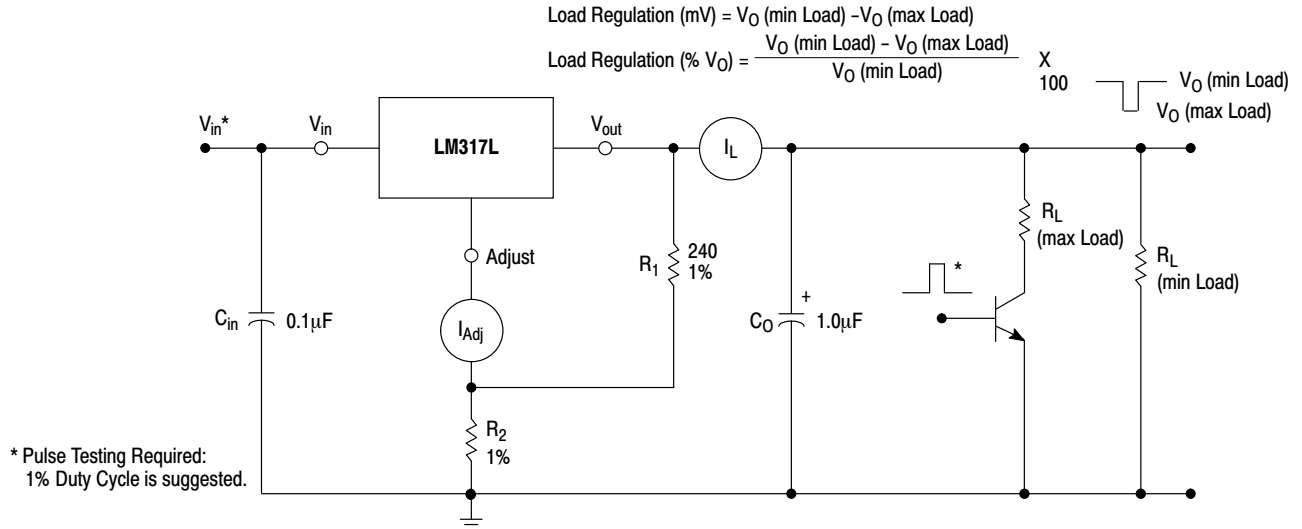 Load Regulation (mV) = VO (min Load) –VO (max Load)
Load Regulation (% VO) = VO (min Load) – VO (max Load)
VO (min Load)
X
100
VO (min Load)
VO (max Load)
Vin*
Vin
LM317L
Vout
IL
Adjust
R1
240
1%
RL
(max Load)
RL
(min Load)
*
Cin
0.1μF
IAdj
CO
+
1.0μF
R2
1%
* Pulse Testing Required:
1% Duty Cycle is suggested.